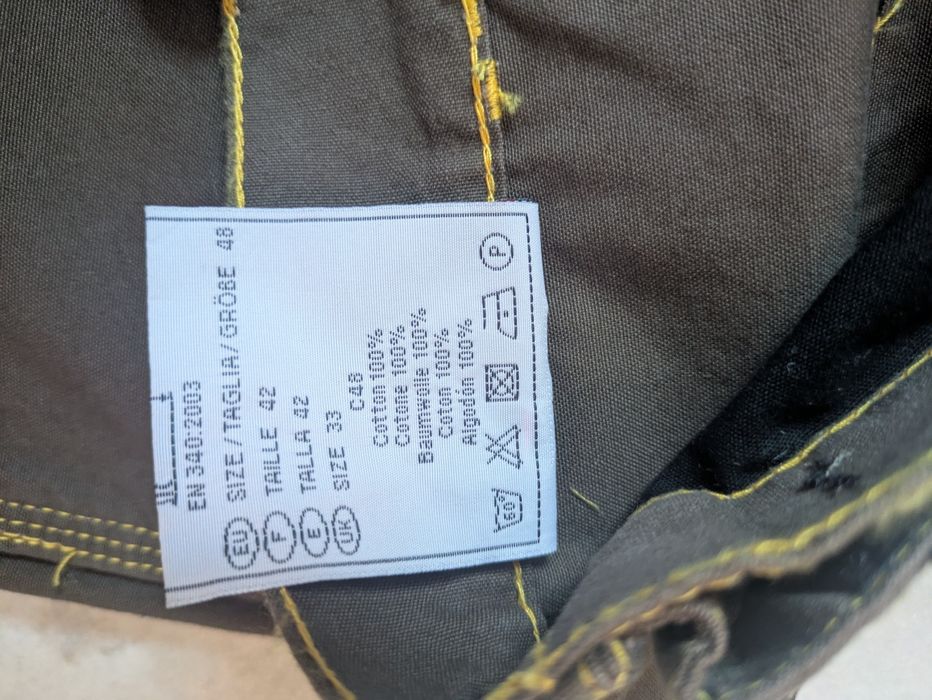 EN 340:2003
EU SIZE/TAGLIA/GRÖßE 48
F TAILLE 42
E TALLA 42
UK SIZE 33
C48
Cotton 100%
Cotone 100%
Baumwolle 100%
Coton 100%
Algodón 100%
60°
P